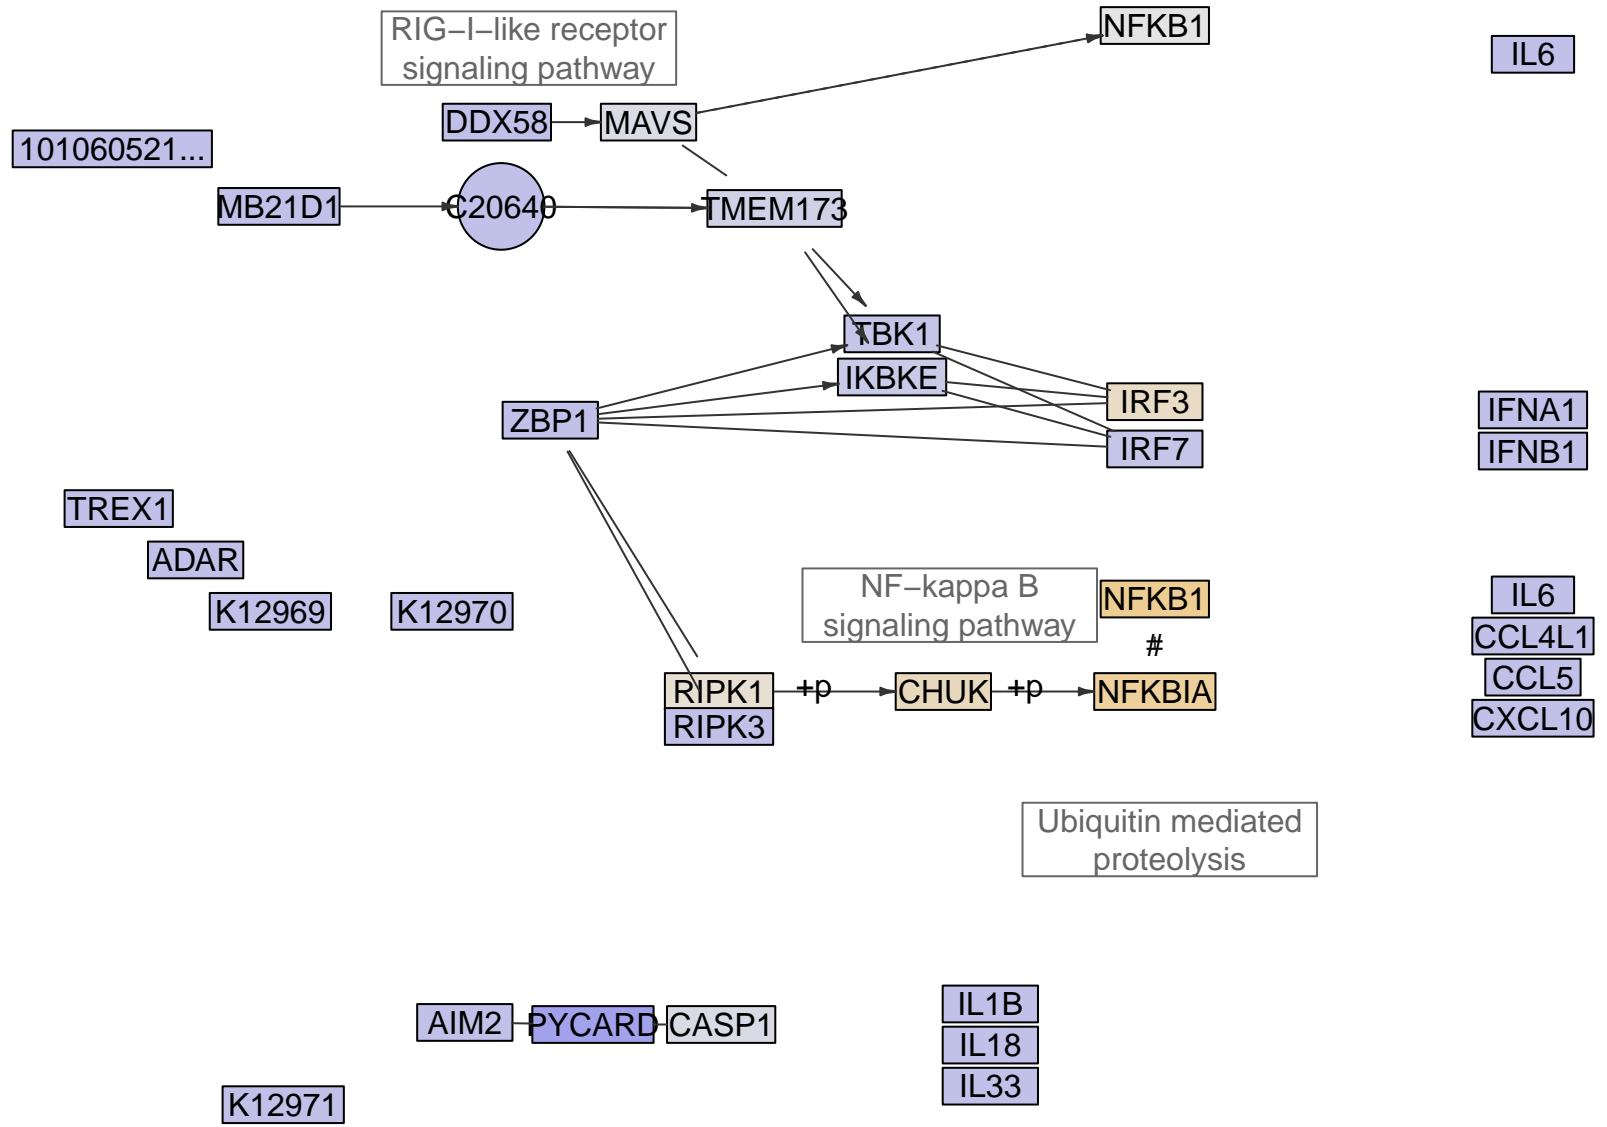 RIG−I−like receptor
signaling pathway
NFKB1
IL6
DDX58
MAVS
101060521...
MB21D1
C20640
TMEM173
TBK1
IKBKE
IRF3
ZBP1
IRF7
IFNA1
IFNB1
TREX1
ADAR
K12969
K12970
NF−kappa B
signaling pathway
NFKB1
#
IL6
CCL4L1
CCL5
CXCL10
RIPK1
+p
CHUK
+p
NFKBIA
RIPK3
Ubiquitin mediated
proteolysis
AIM2
PYCARD
CASP1
IL1B
IL18
IL33
K12971